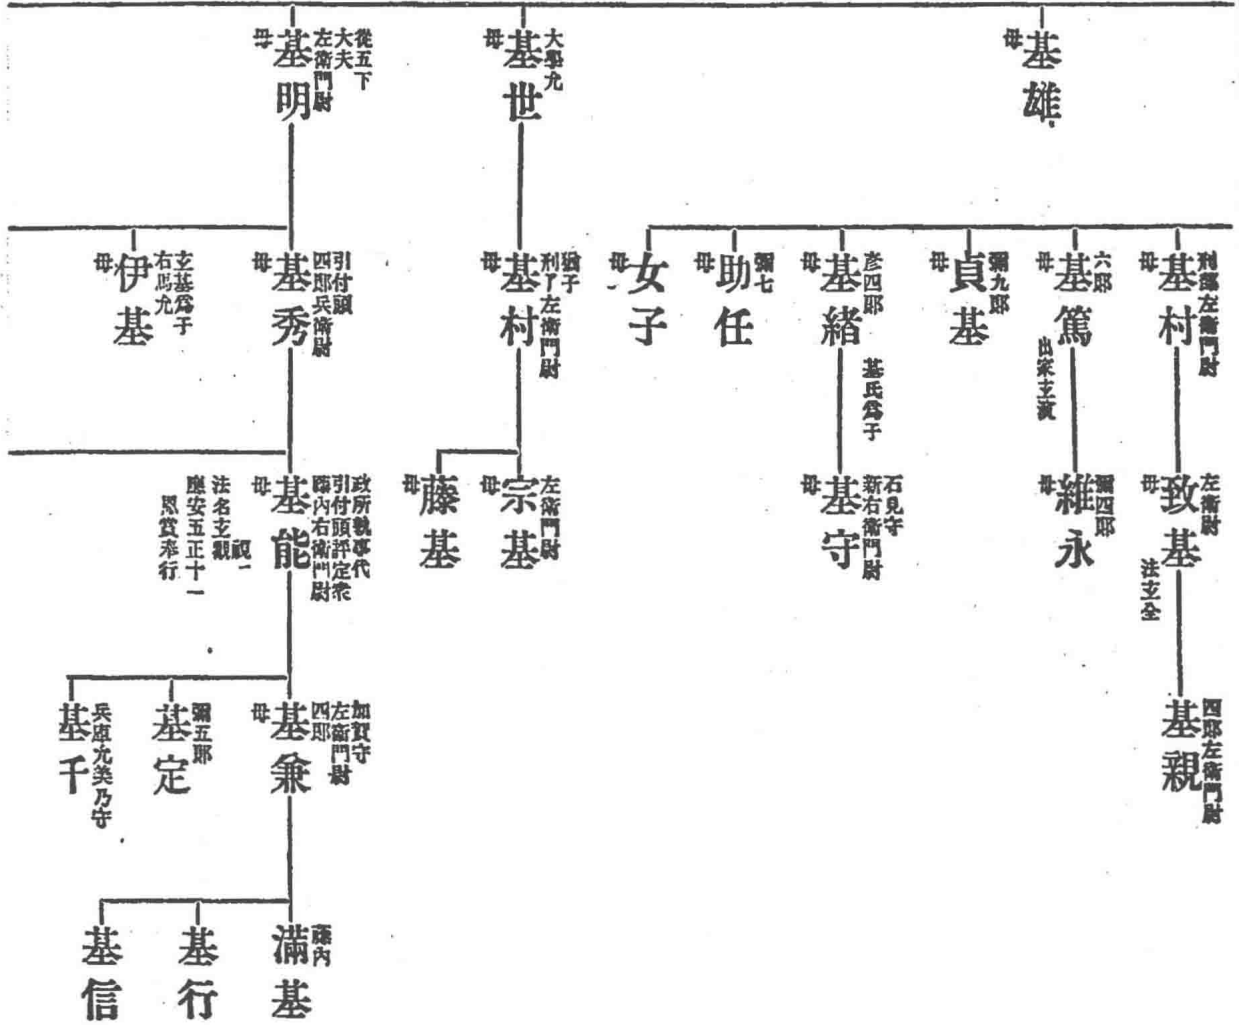 基雄
母
大學允
基世
母
從五下
大夫
左衛門尉
基明
母
刑部左衛門尉
基村
母
六郎
基篤
母
彌九郎
貞基
母
彦四郎
基緒
母
基氏爲子
彌七
助任
母
女子
母
猶子
刑了左衛門尉
基村
母
引付頭
四郎兵衛尉
基秀
母
玄基爲子
右馬允
伊基
母
左衛尉
致基
母
法玄全
彌四郎
維永
母
石見守
新右衛門尉
基守
母
左衛門尉
宗基
母
藤基
母
政所執事代
引付頭評定衆
藤内右衛門尉
基能
母
法名玄觀
應安五正十一
恩賞奉行
四郎左衛門尉
基親
加賀守
左衛門尉
四郎
基兼
母
彌五郎
基定
兵庫允美乃守
基千
藤内
滿基
基行
基信